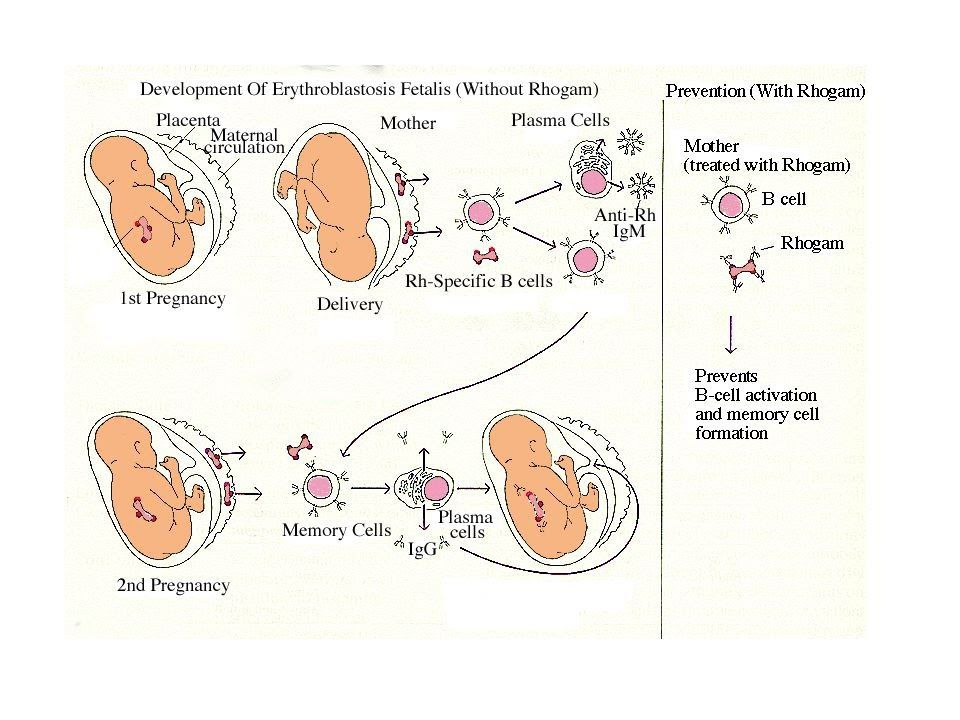 Development Of Erythroblastosis Fetalis (Without Rhogam)
Placenta
Maternal
circulation
Mother
Plasma Cells
Anti-Rh
IgM
Rh-Specific B cells
1st Pregnancy
Delivery
Memory Cells
Plasma
cells
IgG
2nd Pregnancy
Prevention (With Rhogam)
Mother
(treated with Rhogam)
B cell
Rhogam
Prevents
B-cell activation
and memory cell
formation